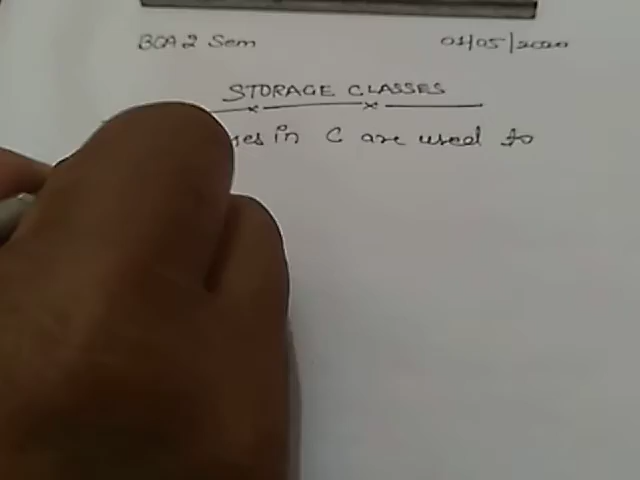 BCA 2 Sem 01/05/2020
STORAGE CLASSES
in C are used to